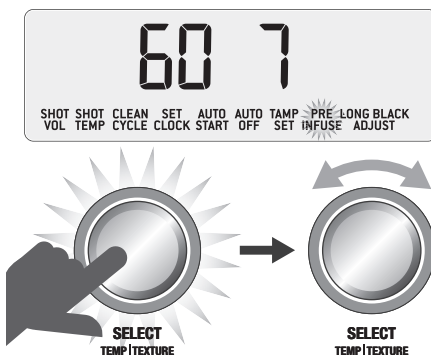 60 7
SHOT SHOT CLEAN SET AUTO AUTO TAMP PRE LONG BLACK
VOL TEMP CYCLE CLOCK START OFF SET INFUSE ADJUST
SELECT SELECT
TEMP|TEXTURE TEMP|TEXTURE